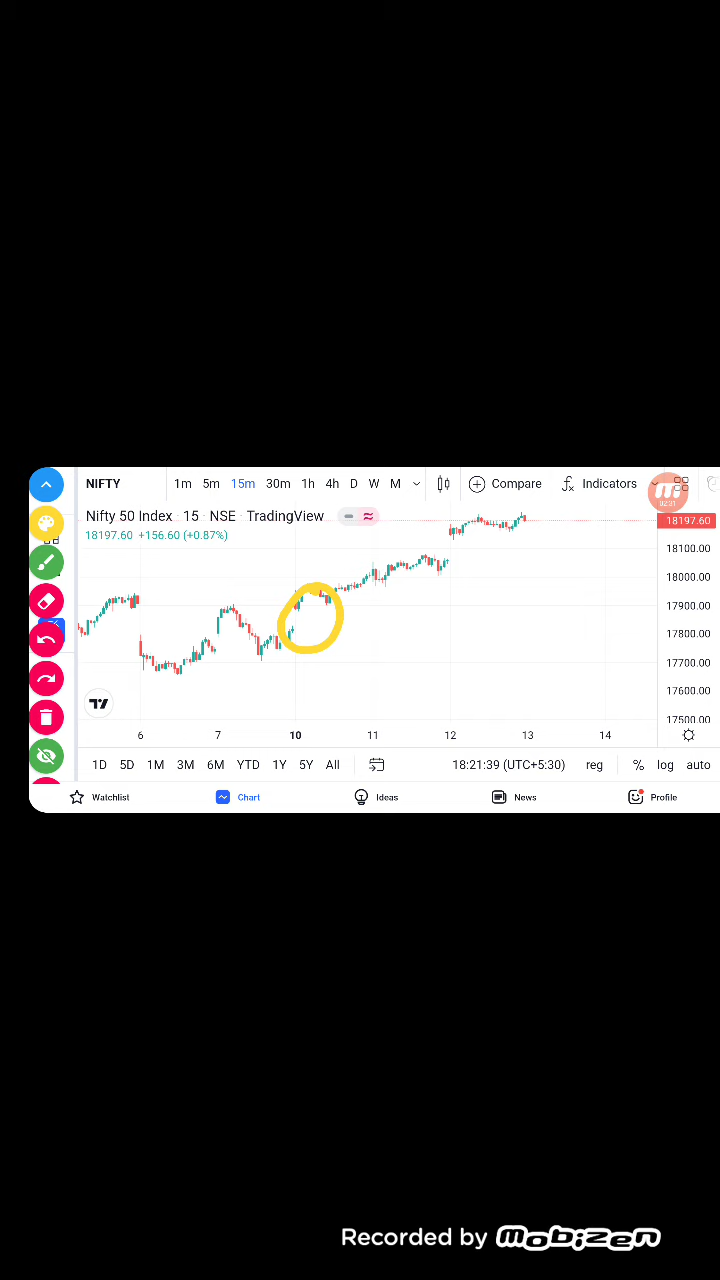 NIFTY 1m 5m 15m 30m 1h 4h D W M Compare Indicators
02:31
Nifty 50 Index · 15 · NSE · TradingView
18197.60 +156.60 (+0.87%)
18197.60
18100.00
18000.00
17900.00
17800.00
17700.00
17600.00
17500.00
6 7 10 11 12 13 14
1D 5D 1M 3M 6M YTD 1Y 5Y All 18:21:39 (UTC+5:30) reg % log auto
Watchlist Chart Ideas News Profile
Recorded by mobizen